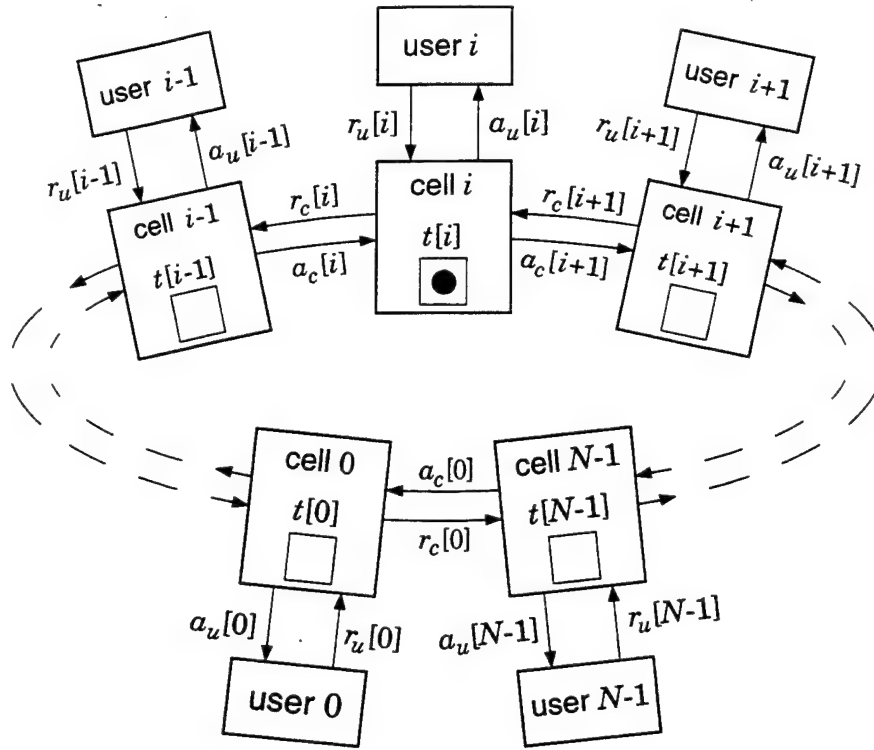 user i
user i-1
user i+1
r_u[i]
a_u[i]
r_u[i-1]
a_u[i-1]
r_u[i+1]
a_u[i+1]
cell i
cell i-1
cell i+1
r_c[i]
r_c[i+1]
t[i]
t[i-1]
t[i+1]
a_c[i]
a_c[i+1]
cell 0
a_c[0]
cell N-1
t[0]
t[N-1]
r_c[0]
a_u[0]
r_u[0]
a_u[N-1]
r_u[N-1]
user 0
user N-1